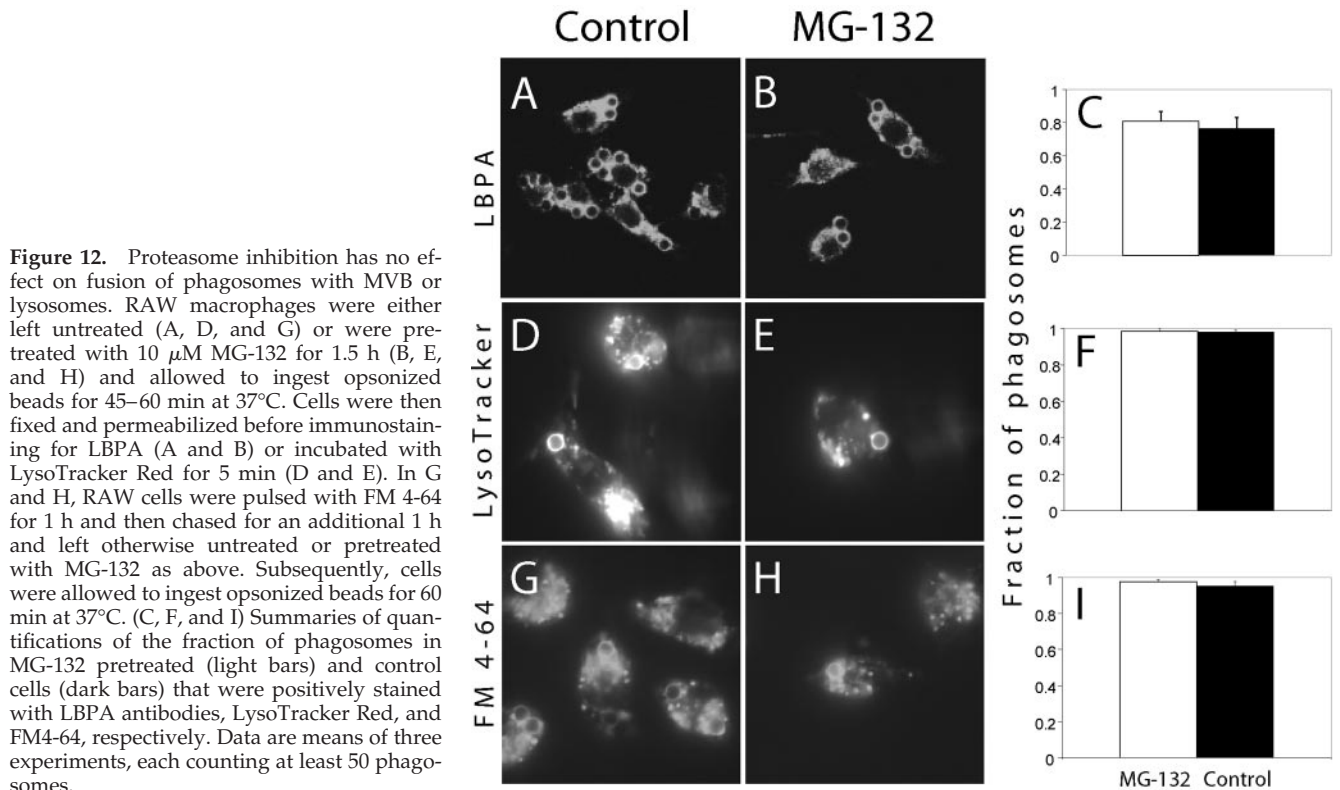 Figure 12. Proteasome inhibition has no ef-
fect on fusion of phagosomes with MVB or
lysosomes. RAW macrophages were either
left untreated (A, D, and G) or were pre-
treated with 10 μM MG-132 for 1.5 h (B, E,
and H) and allowed to ingest opsonized
beads for 45–60 min at 37°C. Cells were then
fixed and permeabilized before immunostain-
ing for LBPA (A and B) or incubated with
LysoTracker Red for 5 min (D and E). In G
and H, RAW cells were pulsed with FM 4-64
for 1 h and then chased for an additional 1 h
and left otherwise untreated or pretreated
with MG-132 as above. Subsequently, cells
were allowed to ingest opsonized beads for 60
min at 37°C. (C, F, and I) Summaries of quan-
tifications of the fraction of phagosomes in
MG-132 pretreated (light bars) and control
cells (dark bars) that were positively stained
with LBPA antibodies, LysoTracker Red, and
FM4-64, respectively. Data are means of three
experiments, each counting at least 50 phago-
somes.
Control
MG-132
LBPA
A
B
LysoTracker
D
E
FM 4-64
G
H
Fraction of phagosomes
C
1
0.8
0.6
0.4
0.2
0
F
1
0.8
0.6
0.4
0.2
0
I
1
0.8
0.6
0.4
0.2
0
MG-132 Control